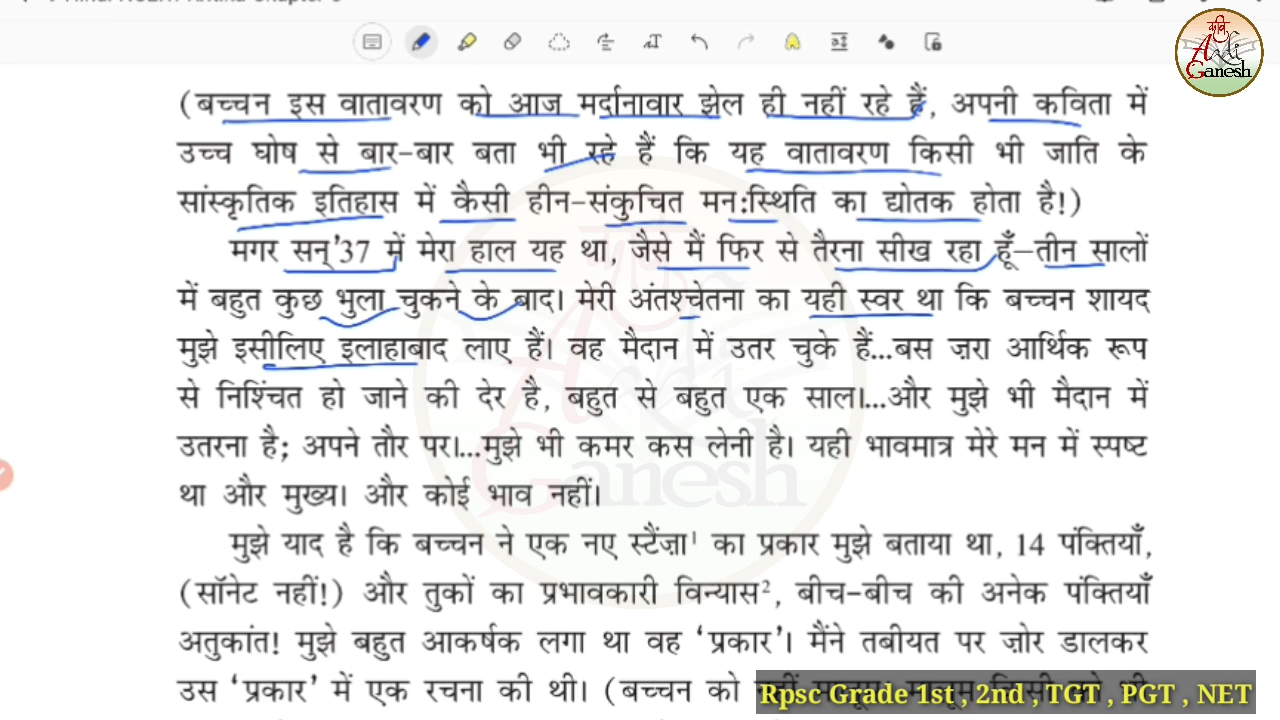 (बच्चन इस वातावरण को आज मर्दानावार झेल ही नहीं रहे हैं, अपनी कविता में
उच्च घोष से बार-बार बता भी रहे हैं कि यह वातावरण किसी भी जाति के
सांस्कृतिक इतिहास में कैसी हीन-संकुचित मन:स्थिति का द्योतक होता है!)
मगर सन्'37 में मेरा हाल यह था, जैसे मैं फिर से तैरना सीख रहा हूँ–तीन सालों
में बहुत कुछ भुला चुकने के बाद। मेरी अंतश्चेतना का यही स्वर था कि बच्चन शायद
मुझे इसीलिए इलाहाबाद लाए हैं। वह मैदान में उतर चुके हैं...बस ज़रा आर्थिक रूप
से निश्चिंत हो जाने की देर है, बहुत से बहुत एक साल।...और मुझे भी मैदान में
उतरना है; अपने तौर पर।...मुझे भी कमर कस लेनी है। यही भावमात्र मेरे मन में स्पष्ट
था और मुख्य। और कोई भाव नहीं।
मुझे याद है कि बच्चन ने एक नए स्टैंज़ा¹ का प्रकार मुझे बताया था, 14 पंक्तियाँ,
(सॉनेट नहीं!) और तुकों का प्रभावकारी विन्यास², बीच-बीच की अनेक पंक्तियाँ
अतुकांत! मुझे बहुत आकर्षक लगा था वह ‘प्रकार’। मैंने तबीयत पर ज़ोर डालकर
उस ‘प्रकार’ में एक रचना की थी। (बच्चन को
Rpsc Grade 1st , 2nd , TGT , PGT , NET
Ardi
Ganesh